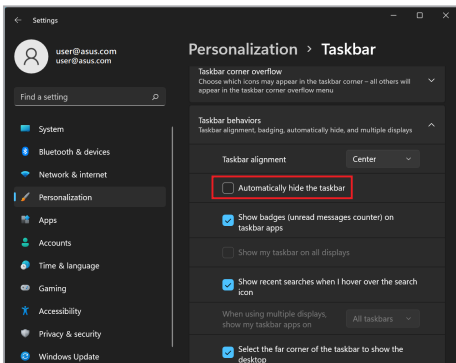 Settings
user@asus.com
user@asus.com
Find a setting
System
Bluetooth & devices
Network & internet
Personalization
Apps
Accounts
Time & language
Gaming
Accessibility
Privacy & security
Windows Update
Personalization > Taskbar
Taskbar corner overflow
Choose which icons may appear in the taskbar corner – all others will
appear in the taskbar corner overflow menu
Taskbar behaviors
Taskbar alignment, badging, automatically hide, and multiple displays
Taskbar alignment
Center
Automatically hide the taskbar
Show badges (unread messages counter) on
taskbar apps
Show my taskbar on all displays
Show recent searches when I hover over the search
icon
When using multiple displays,
show my taskbar apps on
All taskbars
Select the far corner of the taskbar to show the
desktop